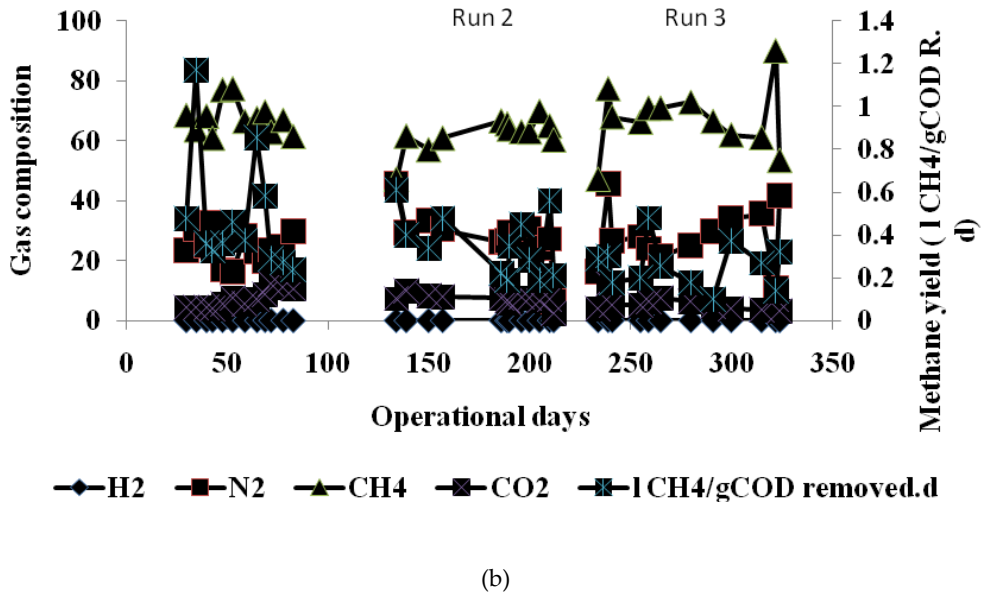 Run 2
Run 3
100
80
60
40
20
0
Gas composition
1.4
1.2
1
0.8
0.6
0.4
0.2
0
Methane yield ( l CH4/gCOD R.
d)
0
50
100
150
200
250
300
350
Operational days
H2
N2
CH4
CO2
l CH4/gCOD removed.d
(b)